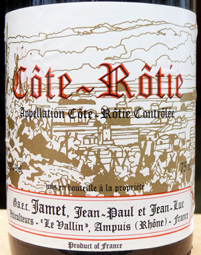 Côte~Rôtie
Appellation Côte-Rôtie Contrôlée
mis en bouteille à la propriété
G.a.e.c. Jamet, Jean-Paul et Jean-Luc
Viticulteurs - "Le Vallin", Ampuis (Rhône) - France
Product of France